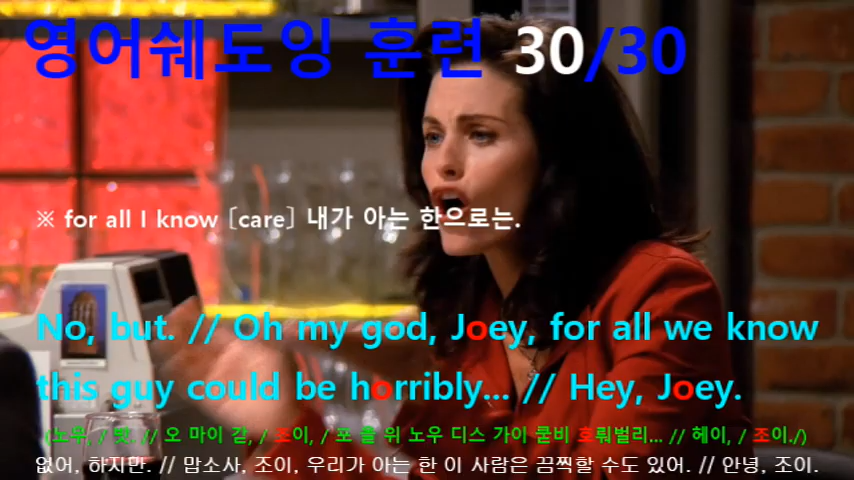 영어쉐도잉 훈련 30/30
※ for all I know [care] 내가 아는 한으로는.
No, but. // Oh my god, Joey, for all we know
this guy could be horribly... // Hey, Joey.
(노우, / 벗. // 오 마이 갇, / 조이, / 포 올 위 노우 디스 가이 쿧비 호뤄벌리... // 헤이, / 조이./)
없어, 하지만. // 맙소사, 조이, 우리가 아는 한 이 사람은 끔찍할 수도 있어. // 안녕, 조이.